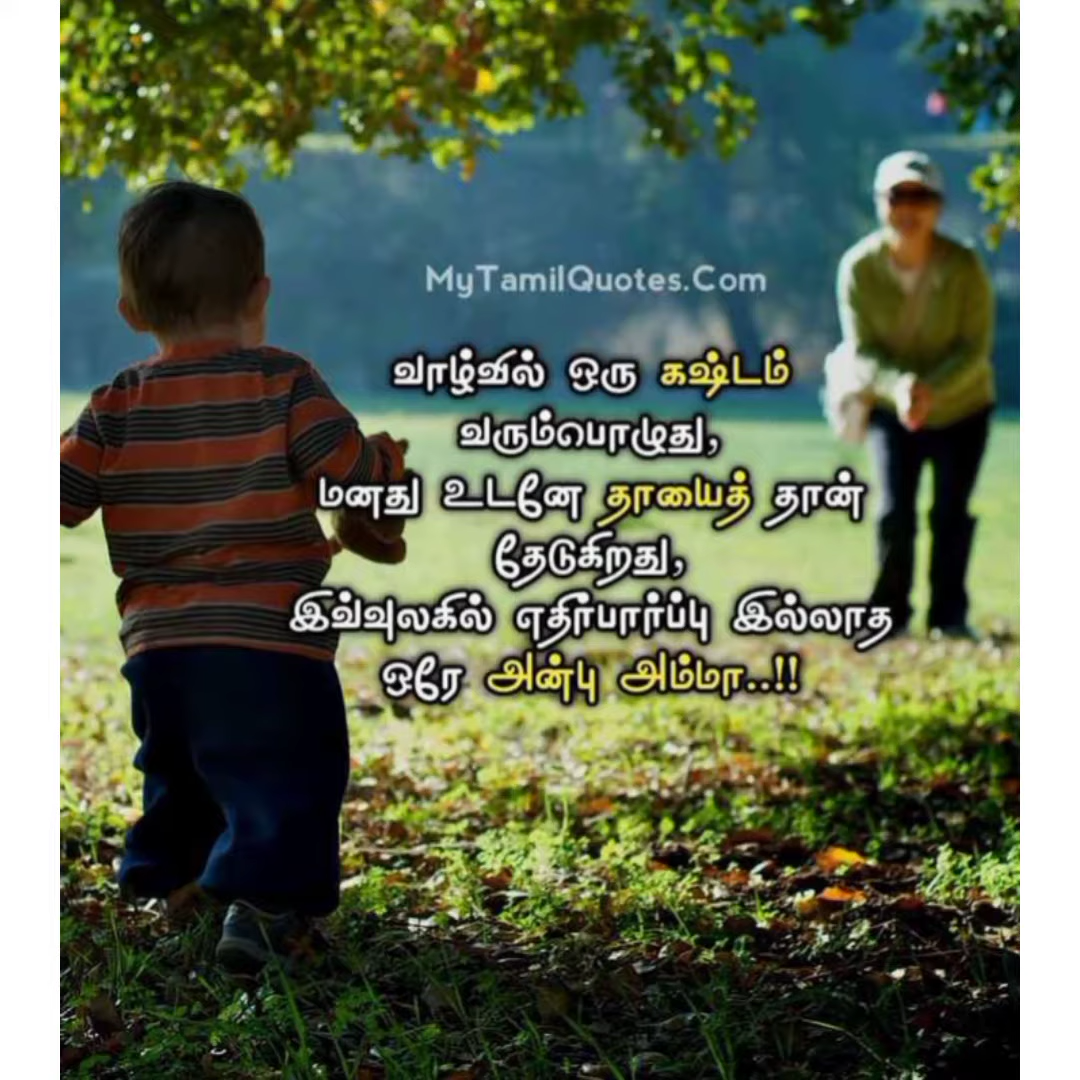 MyTamilQuotes.Com
வாழ்வில் ஒரு கஷ்டம்
வரும்பொழுது,
மனது உடனே தாயைத் தான்
தேடுகிறது,
இவ்வுலகில் எதிர்பார்ப்பு இல்லாத
ஒரே அன்பு அம்மா..!!